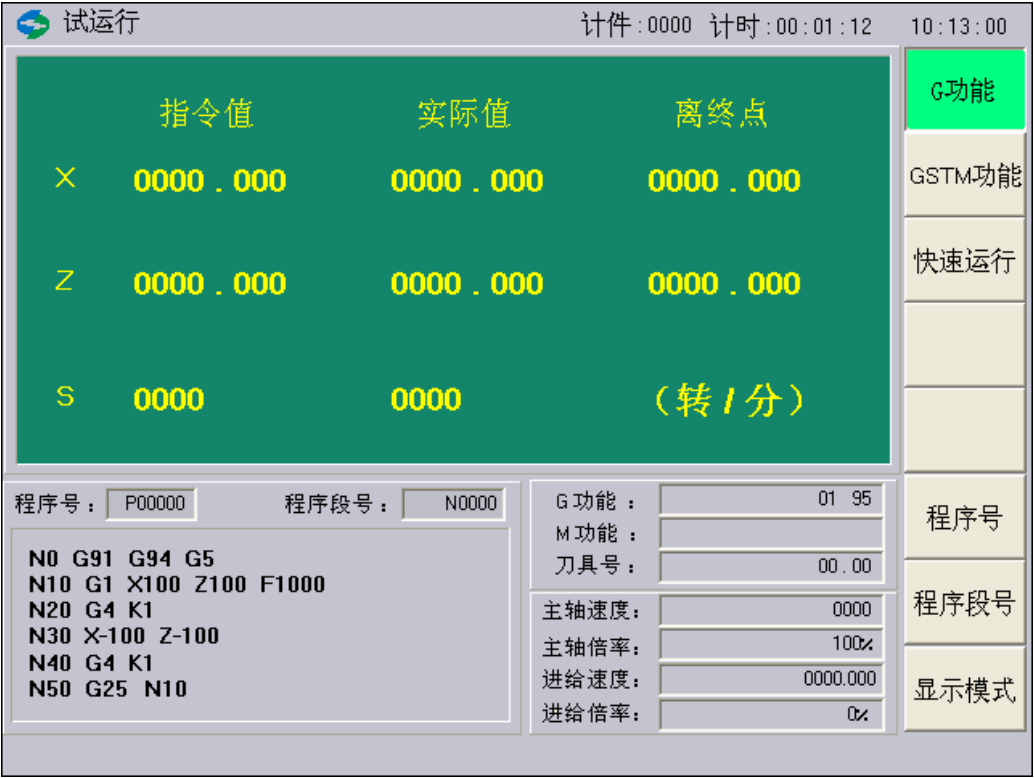 试运行 计件:0000 计时:00:01:12 10:13:00
指令值 实际值 离终点
X 0000.000 0000.000 0000.000
Z 0000.000 0000.000 0000.000
S 0000 0000 (转/分)
程序号: P00000 程序段号: N0000
N0 G91 G94 G5
N10 G1 X100 Z100 F1000
N20 G4 K1
N30 X-100 Z-100
N40 G4 K1
N50 G25 N10
G功能: 01 95
M功能:
刀具号: 00.00
主轴速度: 0000
主轴倍率: 100%
进给速度: 0000.000
进给倍率: 0%
G功能
GSTM功能
快速运行
程序号
程序段号
显示模式